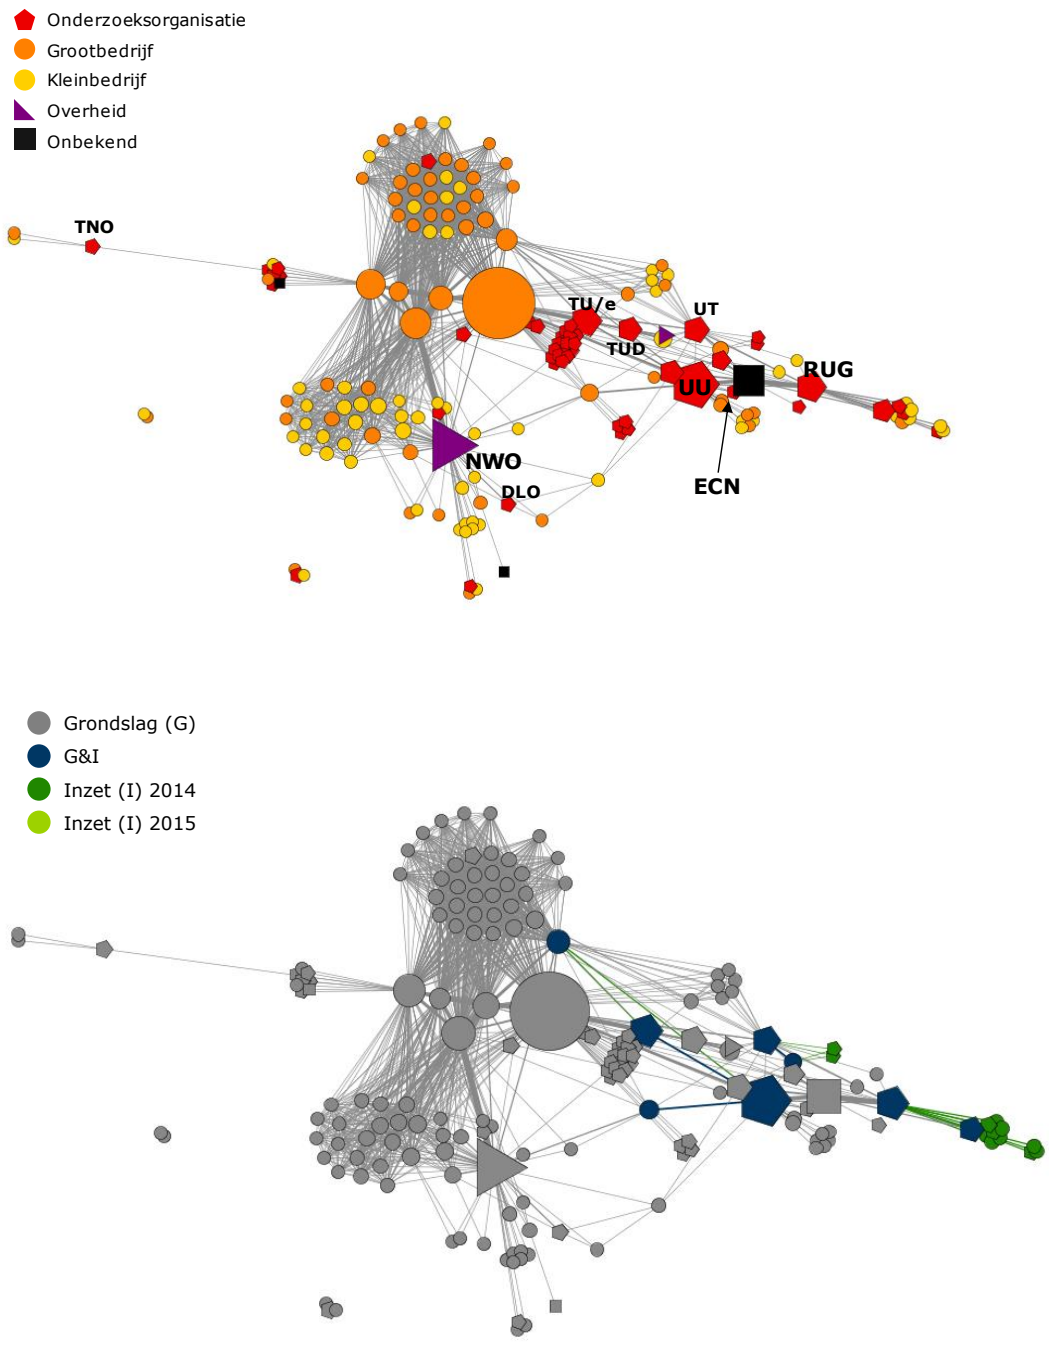 Onderzoeksorganisatie
Grootbedrijf
Kleinbedrijf
Overheid
Onbekend
TNO
TU/e
UT
TUD
RUG
UU
NWO
ECN
DLO
Grondslag (G)
G&I
Inzet (I) 2014
Inzet (I) 2015